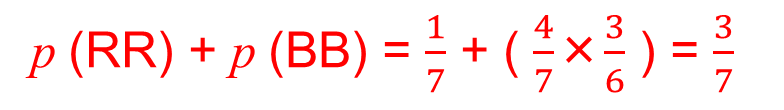 p (RR) + p (BB) = 1/7 + ( 4/7 × 3/6 ) = 3/7